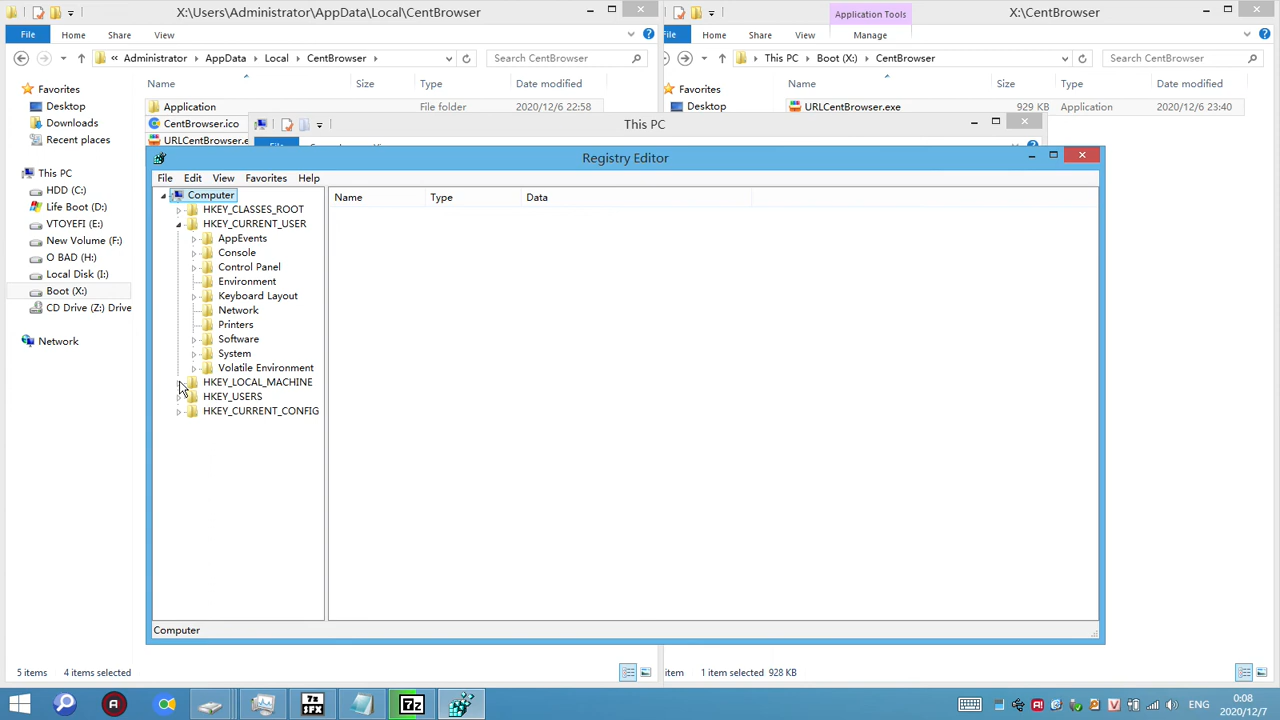 X:\Users\Administrator\AppData\Local\CentBrowser
File Home Share View
Administrator AppData Local CentBrowser Search CentBrowser
Name Size Type Date modified
Favorites
Desktop
Downloads
Recent places
This PC
HDD (C:)
Life Boot (D:)
VTOYEFI (E:)
New Volume (F:)
O BAD (H:)
Local Disk (I:)
Boot (X:)
CD Drive (Z:) Drive
Network
Application File folder 2020/12/6 22:58
CentBrowser.ico
URLCentBrowser.e
5 items 4 items selected
Application Tools X:\CentBrowser
File Home Share View Manage
This PC Boot (X:) CentBrowser Search CentBrowser
Name Size Type Date modified
Favorites
Desktop
URLCentBrowser.exe 929 KB Application 2020/12/6 23:40
item 1 item selected 928 KB
This PC
Registry Editor
File Edit View Favorites Help
Computer
HKEY_CLASSES_ROOT
HKEY_CURRENT_USER
AppEvents
Console
Control Panel
Environment
Keyboard Layout
Network
Printers
Software
System
Volatile Environment
HKEY_LOCAL_MACHINE
HKEY_USERS
HKEY_CURRENT_CONFIG
Name Type Data
Computer
7z SFX
7z
ENG
0:08
2020/12/7